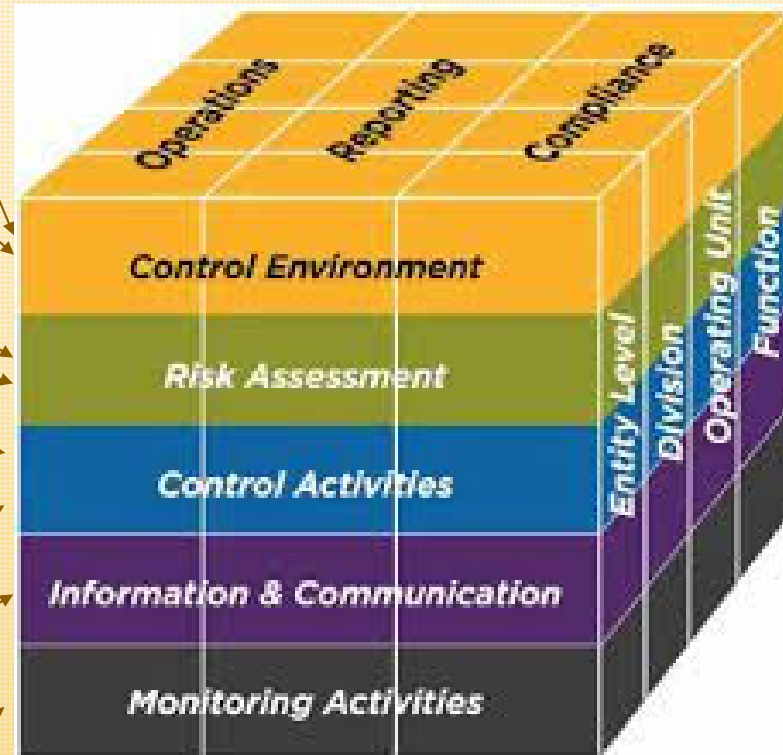 Operations
Reporting
Compliance
Control Environment
Risk Assessment
Control Activities
Information & Communication
Monitoring Activities
Entity Level
Division
Operating Unit
Function